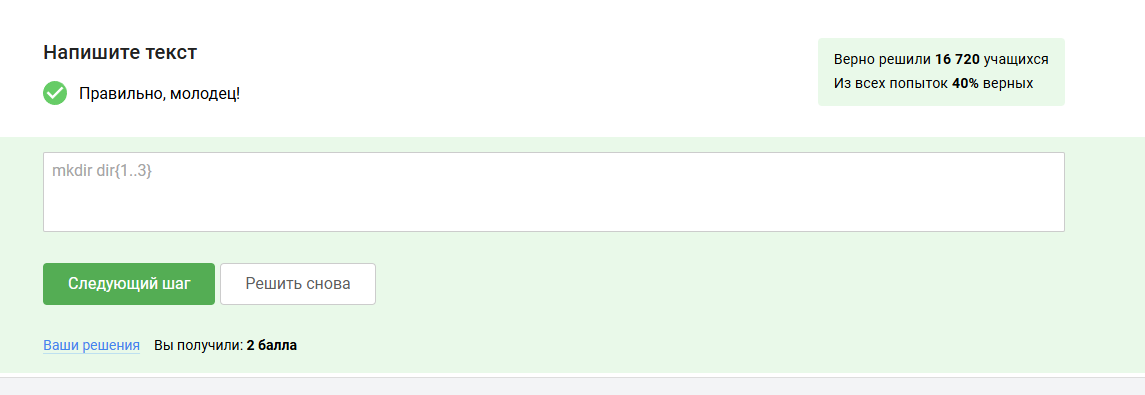 Напишите текст
Правильно, молодец!
Верно решили 16 720 учащихся
Из всех попыток 40% верных
mkdir dir{1..3}
Следующий шаг
Решить снова
Ваши решения Вы получили: 2 балла